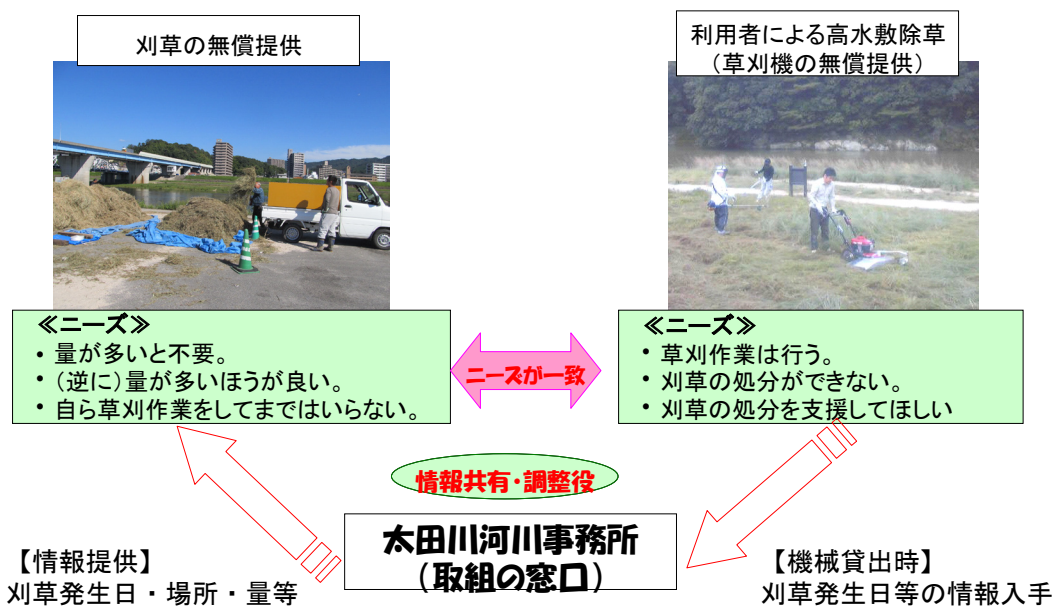 刈草の無償提供
利用者による高水敷除草
（草刈機の無償提供）
≪ニーズ≫
・ 量が多いと不要。
・ （逆に）量が多いほうが良い。
・ 自ら草刈作業をしてまではいらない。
ニーズが一致
≪ニーズ≫
・ 草刈作業は行う。
・ 刈草の処分ができない。
・ 刈草の処分を支援してほしい
情報共有・調整役
太田川河川事務所
（取組の窓口）
【情報提供】
刈草発生日・場所・量等
【機械貸出時】
刈草発生日等の情報入手